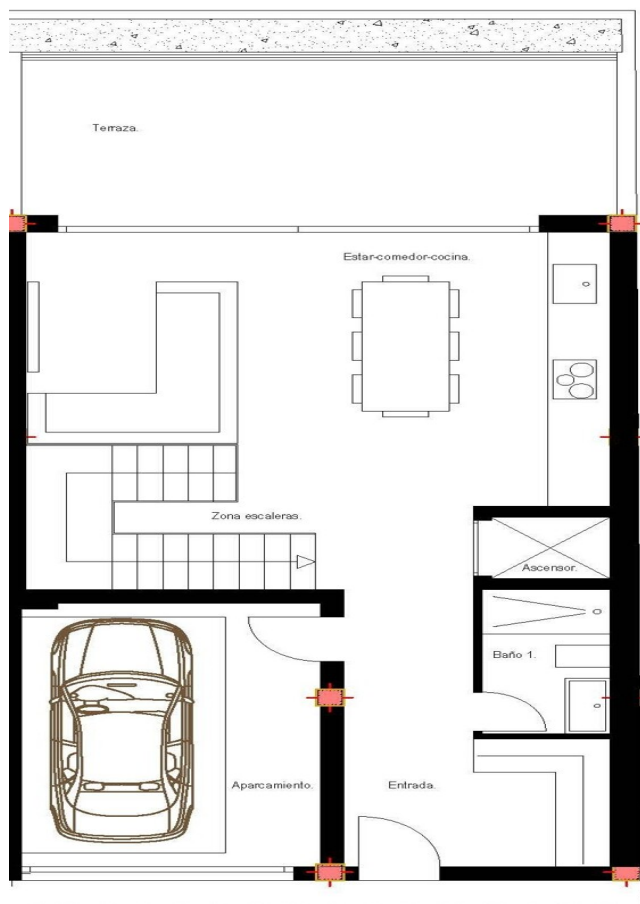 Terraza.
Estar-comedor-cocina.
Zona escaleras.
Ascensor.
Baño 1.
Aparcamiento.
Entrada.